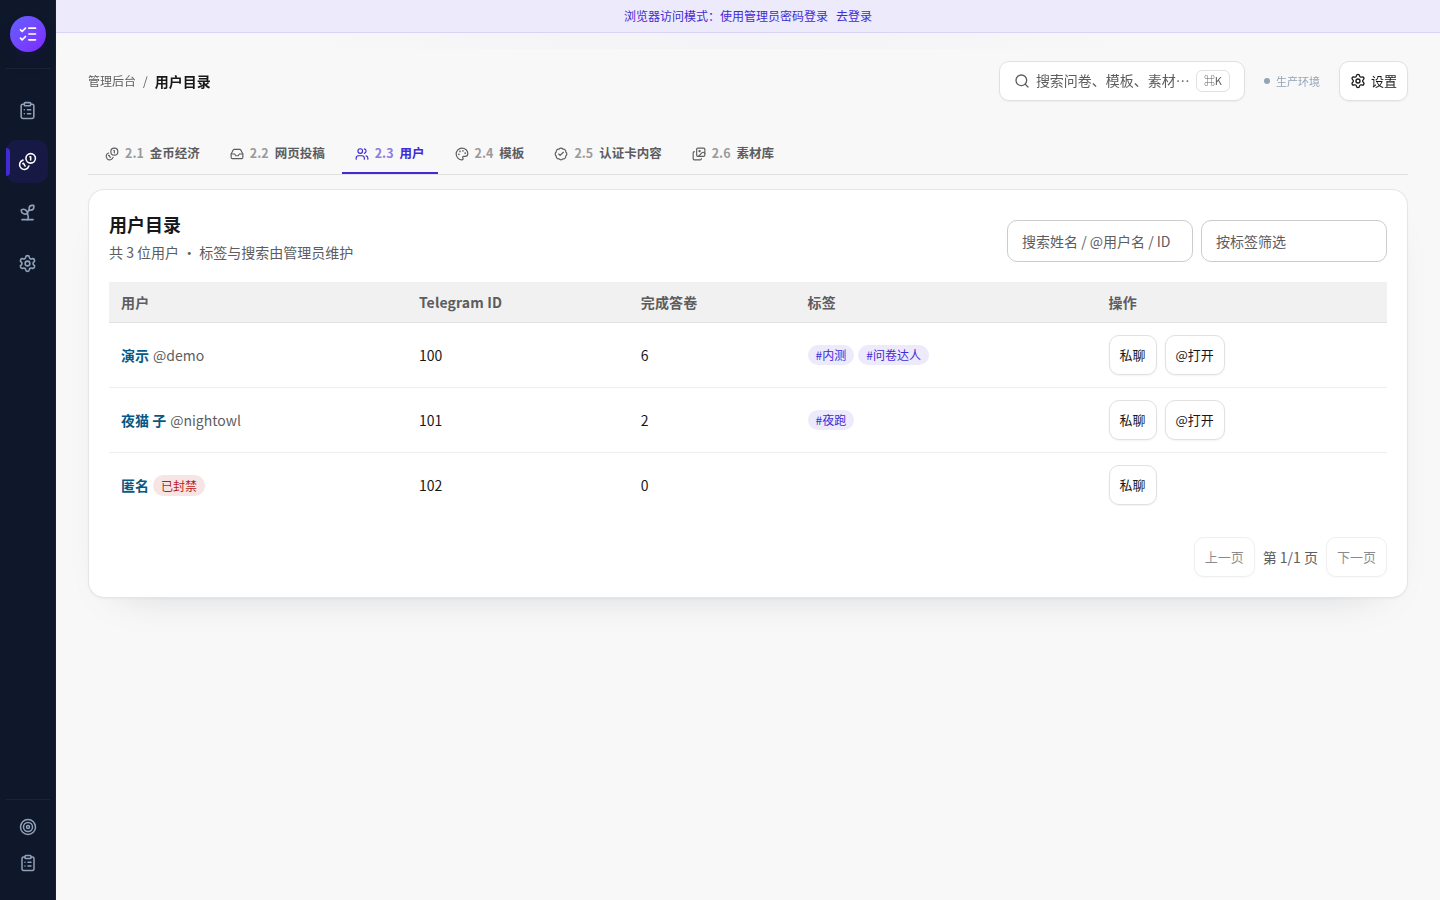 浏览器访问模式：使用管理员密码登录 去登录
管理后台 / 用户目录
搜索问卷、模板、素材… ⌘K
生产环境
设置
2.1 金币经济
2.2 网页投稿
2.3 用户
2.4 模板
2.5 认证卡内容
2.6 素材库
用户目录
共 3 位用户 · 标签与搜索由管理员维护
搜索姓名 / @用户名 / ID
按标签筛选
用户 Telegram ID 完成答卷 标签 操作
演示 @demo 100 6 #内测 #问卷达人 私聊 @打开
夜猫 子 @nightowl 101 2 #夜跑 私聊 @打开
匿名 已封禁 102 0 私聊
上一页 第 1/1 页 下一页